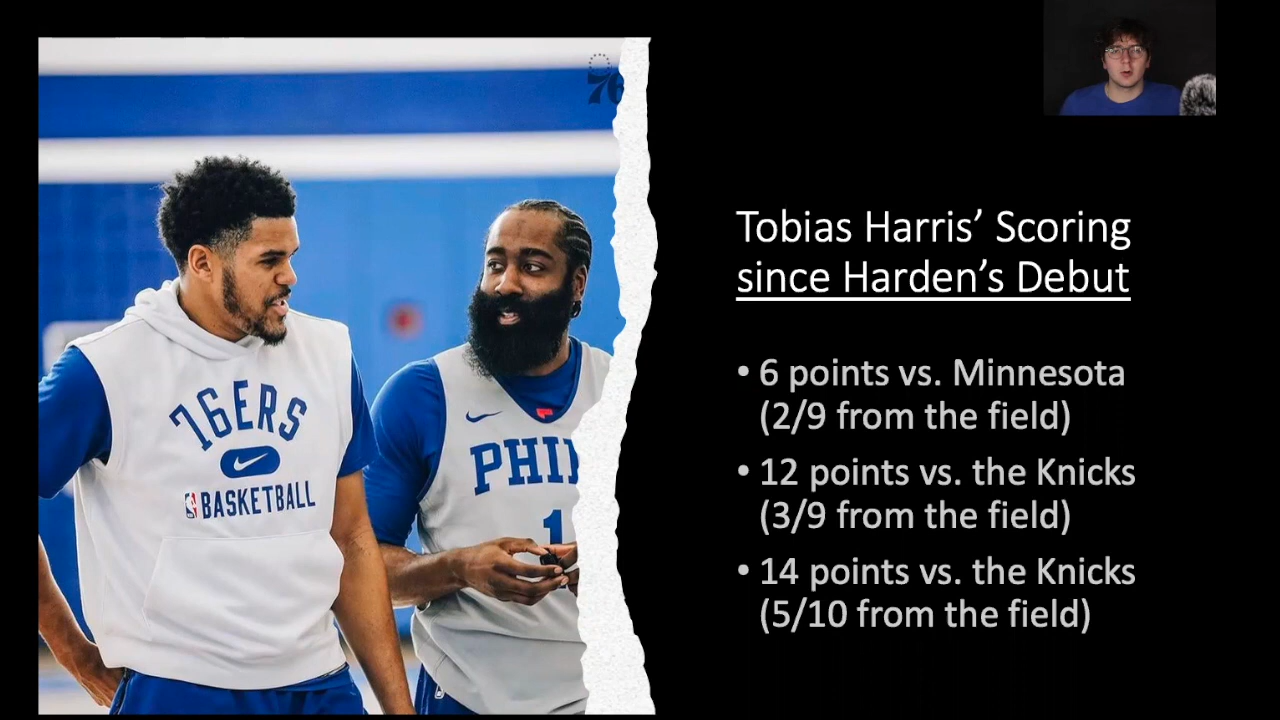 76
76ERS
BASKETBALL
PHI
1
Tobias Harris’ Scoring
since Harden’s Debut
• 6 points vs. Minnesota
(2/9 from the field)
• 12 points vs. the Knicks
(3/9 from the field)
• 14 points vs. the Knicks
(5/10 from the field)